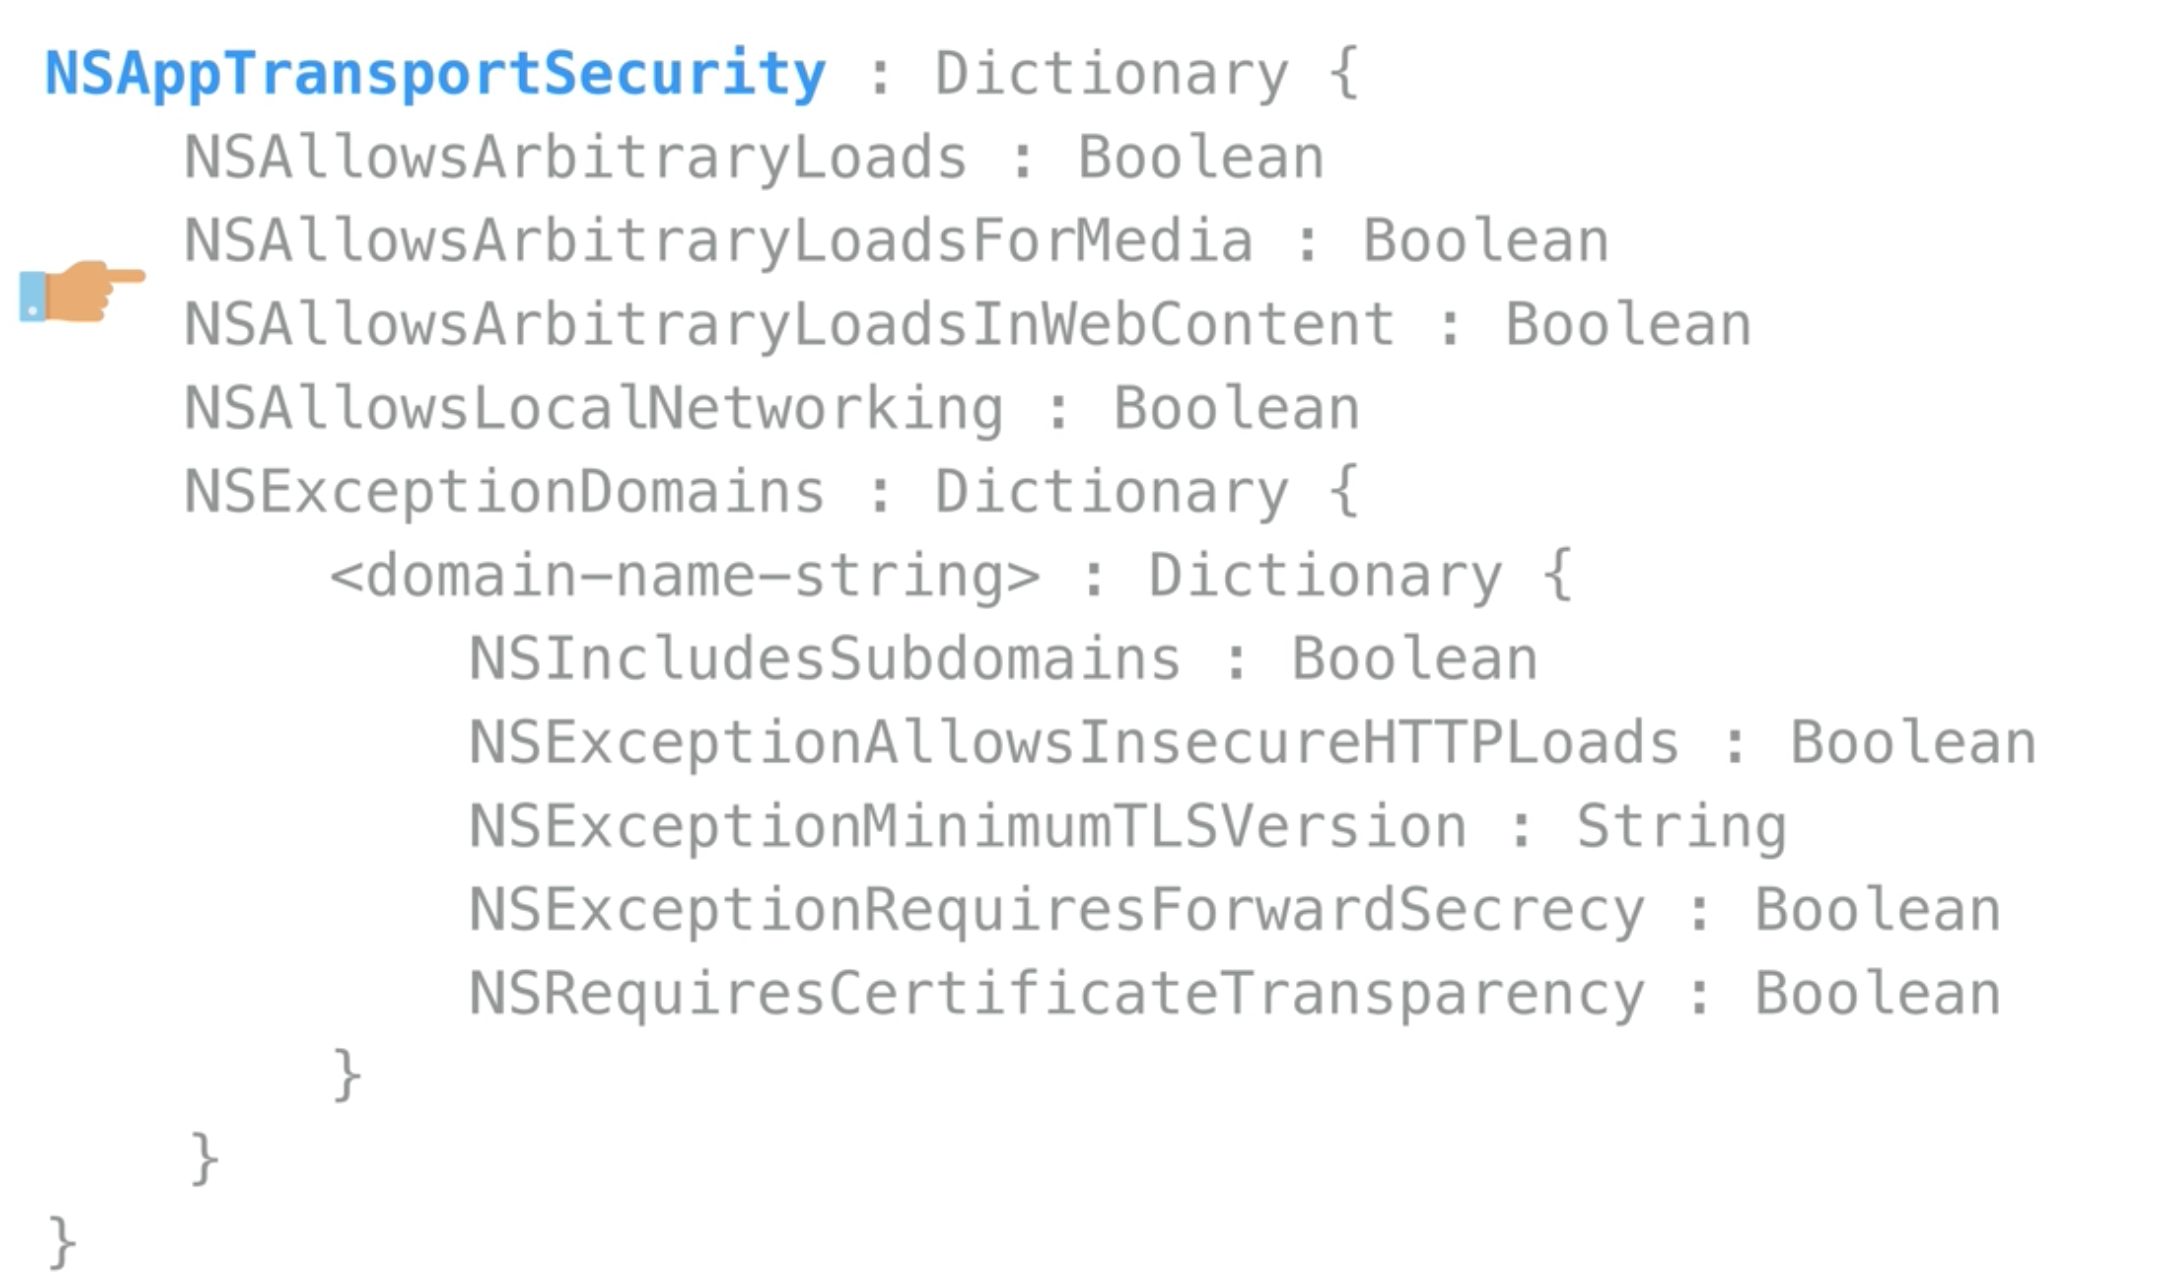 NSAppTransportSecurity : Dictionary {
    NSAllowsArbitraryLoads : Boolean
    NSAllowsArbitraryLoadsForMedia : Boolean
    NSAllowsArbitraryLoadsInWebContent : Boolean
    NSAllowsLocalNetworking : Boolean
    NSExceptionDomains : Dictionary {
        <domain-name-string> : Dictionary {
            NSIncludesSubdomains : Boolean
            NSExceptionAllowsInsecureHTTPLoads : Boolean
            NSExceptionMinimumTLSVersion : String
            NSExceptionRequiresForwardSecrecy : Boolean
            NSRequiresCertificateTransparency : Boolean
        }
    }
}